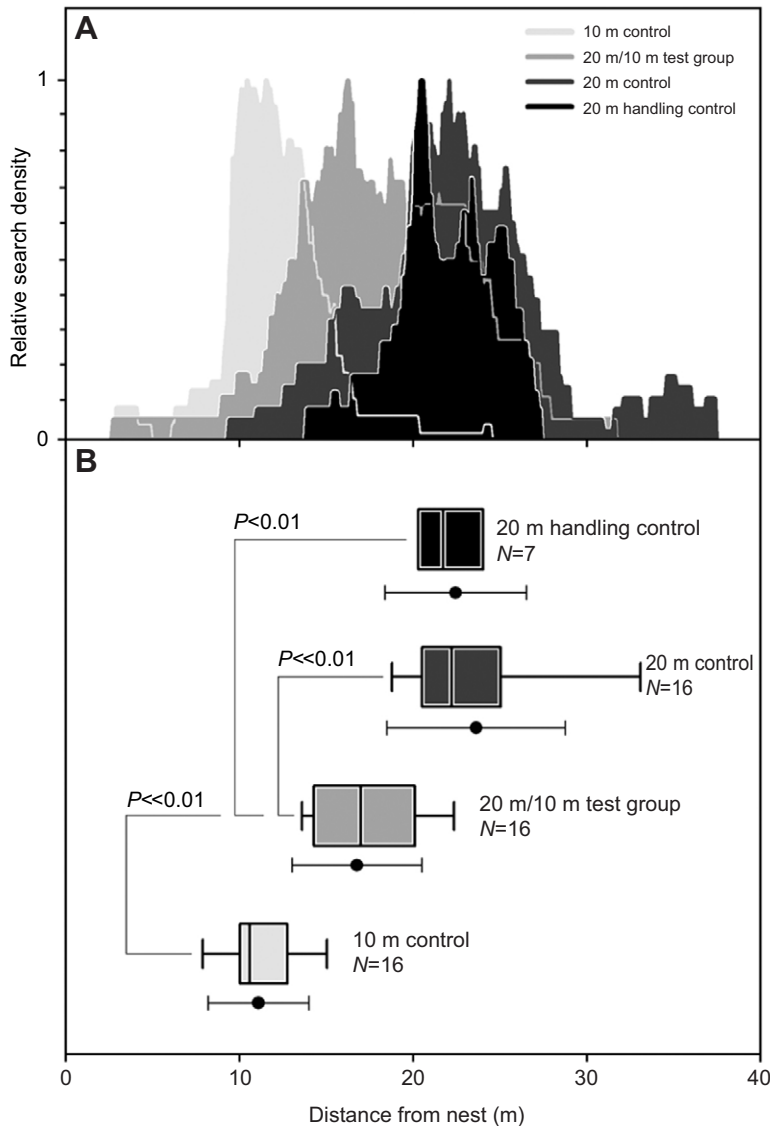 A
10 m control
20 m/10 m test group
20 m control
20 m handling control
1
Relative search density
0
B
P<0.01
20 m handling control
N=7
P<<0.01
20 m control
N=16
P<<0.01
20 m/10 m test group
N=16
10 m control
N=16
0 10 20 30 40
Distance from nest (m)